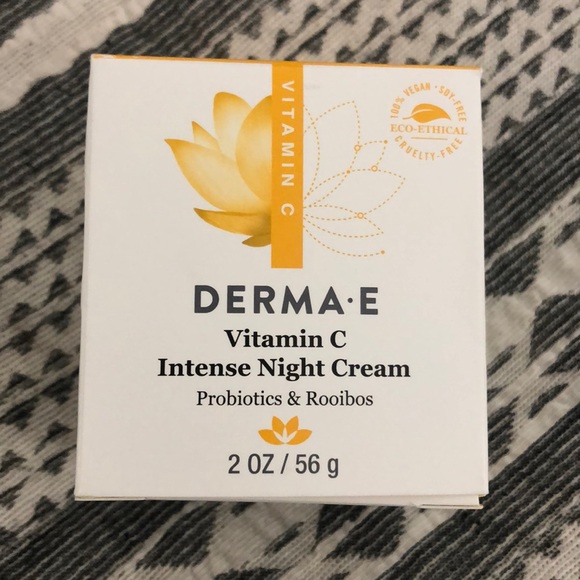 VITAMIN C
100% VEGAN • SOY-FREE
ECO-ETHICAL
CRUELTY-FREE
DERMA·E
Vitamin C
Intense Night Cream
Probiotics & Rooibos
2 OZ / 56 g